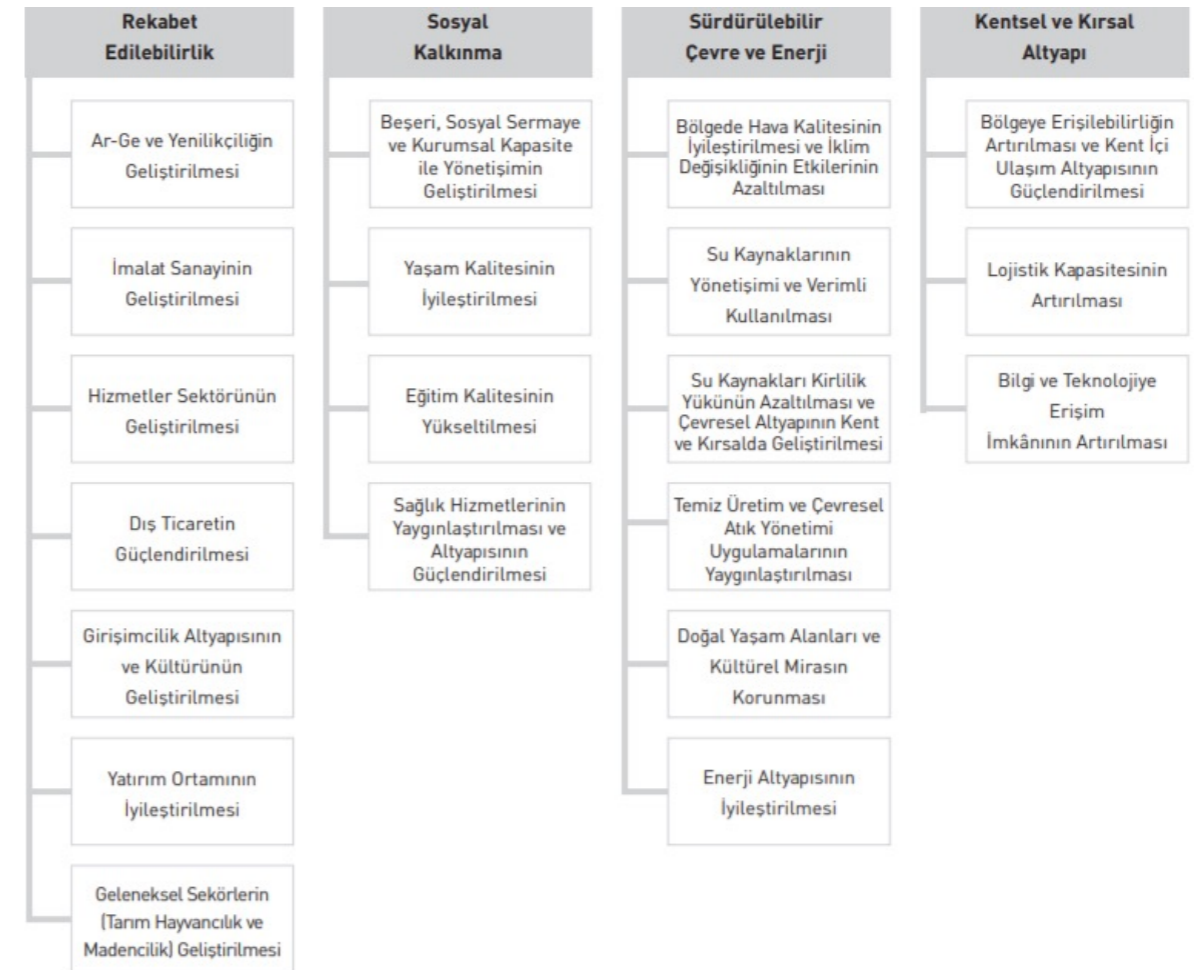 Rekabet
Edilebilirlik
Ar-Ge ve Yenilikçiliğin
Geliştirilmesi
İmalat Sanayinin
Geliştirilmesi
Hizmetler Sektörünün
Geliştirilmesi
Dış Ticaretin
Güçlendirilmesi
Girişimcilik Altyapısının
ve Kültürünün
Geliştirilmesi
Yatırım Ortamının
İyileştirilmesi
Geleneksel Sekörlerin
(Tarım Hayvancılık ve
Madencilik) Geliştirilmesi
Sosyal
Kalkınma
Beşeri, Sosyal Sermaye
ve Kurumsal Kapasite
ile Yönetişimin
Geliştirilmesi
Yaşam Kalitesinin
İyileştirilmesi
Eğitim Kalitesinin
Yükseltilmesi
Sağlık Hizmetlerinin
Yaygınlaştırılması ve
Altyapısının
Güçlendirilmesi
Sürdürülebilir
Çevre ve Enerji
Bölgede Hava Kalitesinin
İyileştirilmesi ve İklim
Değişikliğinin Etkilerinin
Azaltılması
Su Kaynaklarının
Yönetişimi ve Verimli
Kullanılması
Su Kaynakları Kirlilik
Yükünün Azaltılması ve
Çevresel Altyapının Kent
ve Kırsalda Geliştirilmesi
Temiz Üretim ve Çevresel
Atık Yönetimi
Uygulamalarının
Yaygınlaştırılması
Doğal Yaşam Alanları ve
Kültürel Mirasın
Korunması
Enerji Altyapısının
İyileştirilmesi
Kentsel ve Kırsal
Altyapı
Bölgeye Erişilebilirliğin
Artırılması ve Kent İçi
Ulaşım Altyapısının
Güçlendirilmesi
Lojistik Kapasitesinin
Artırılması
Bilgi ve Teknolojiye
Erişim
İmkânının Artırılması